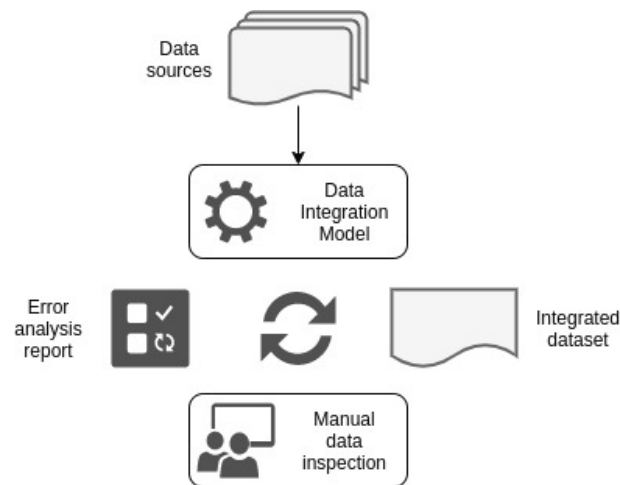 Data
sources
Data
Integration
Model
Error
analysis
report
Integrated
dataset
Manual
data
inspection